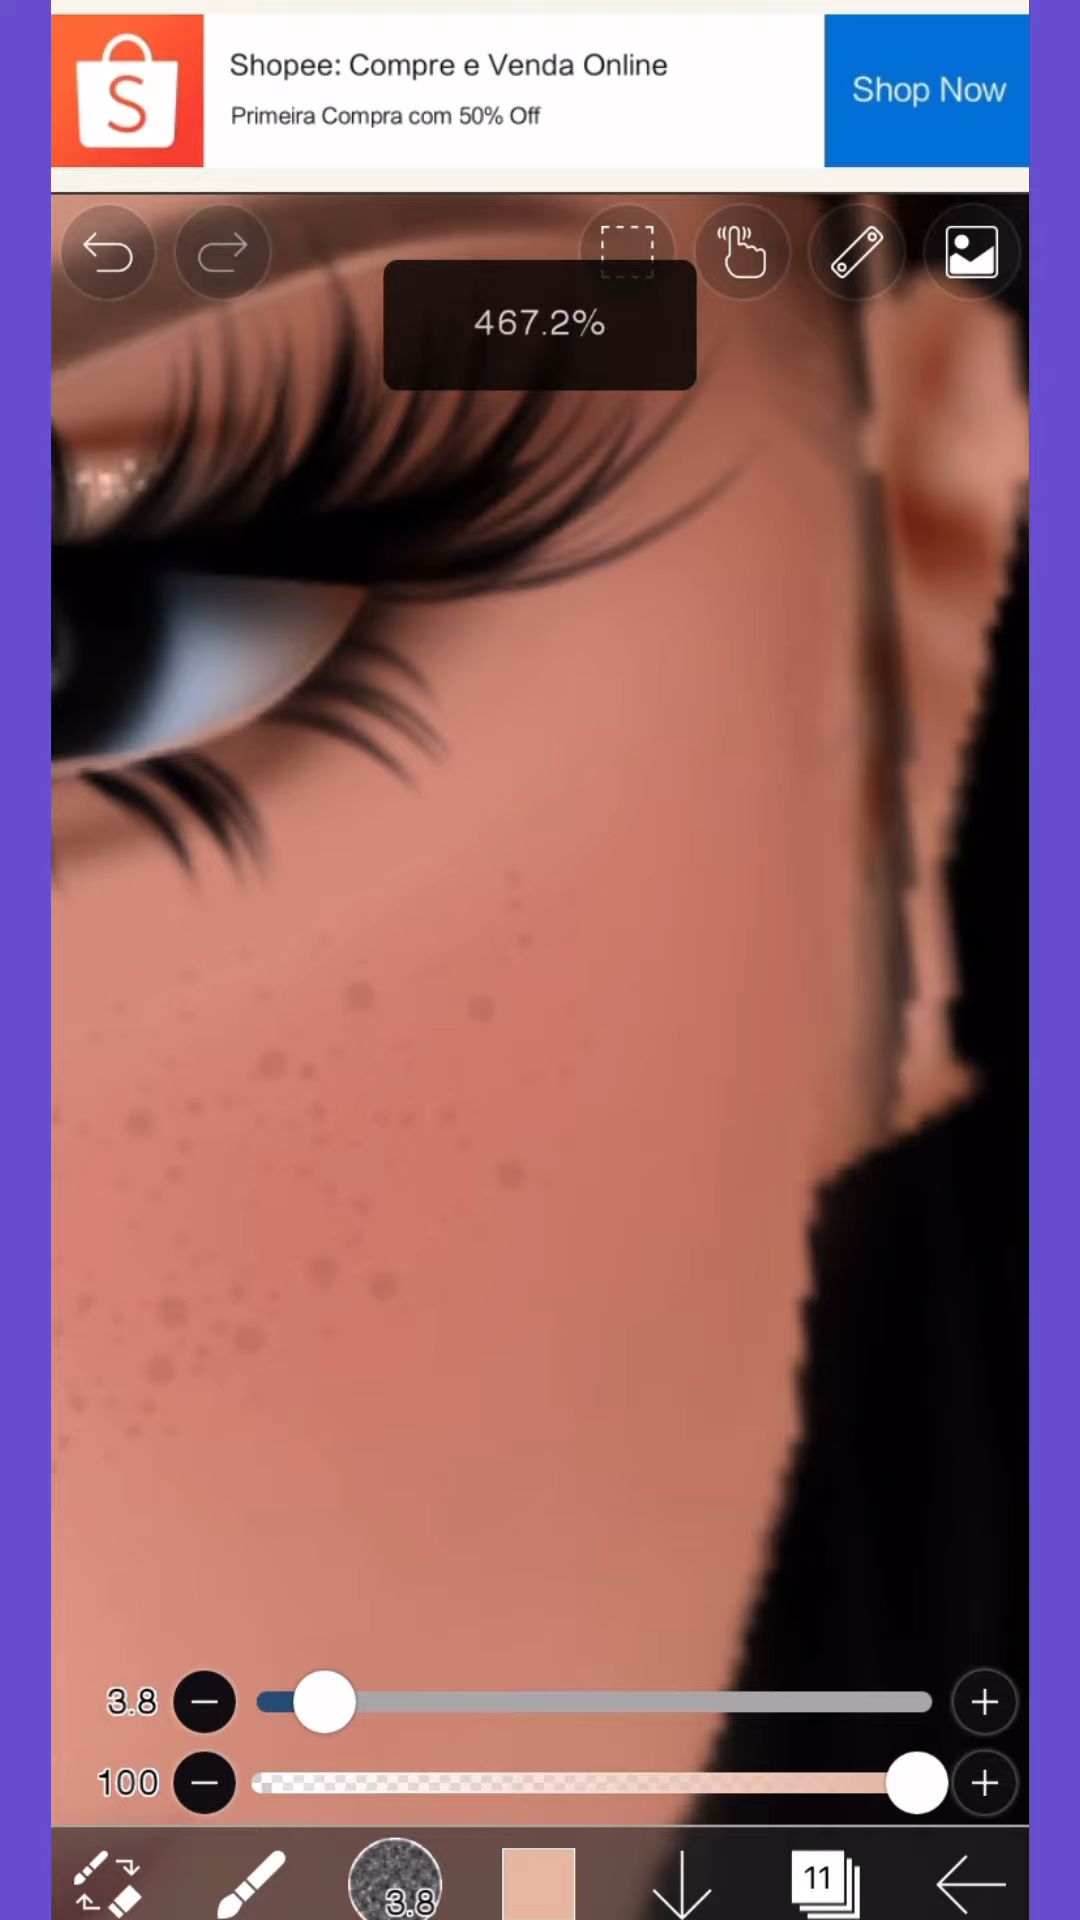 S
Shopee: Compre e Venda Online
Primeira Compra com 50% Off
Shop Now
467.2%
3.8
100
3.8
11